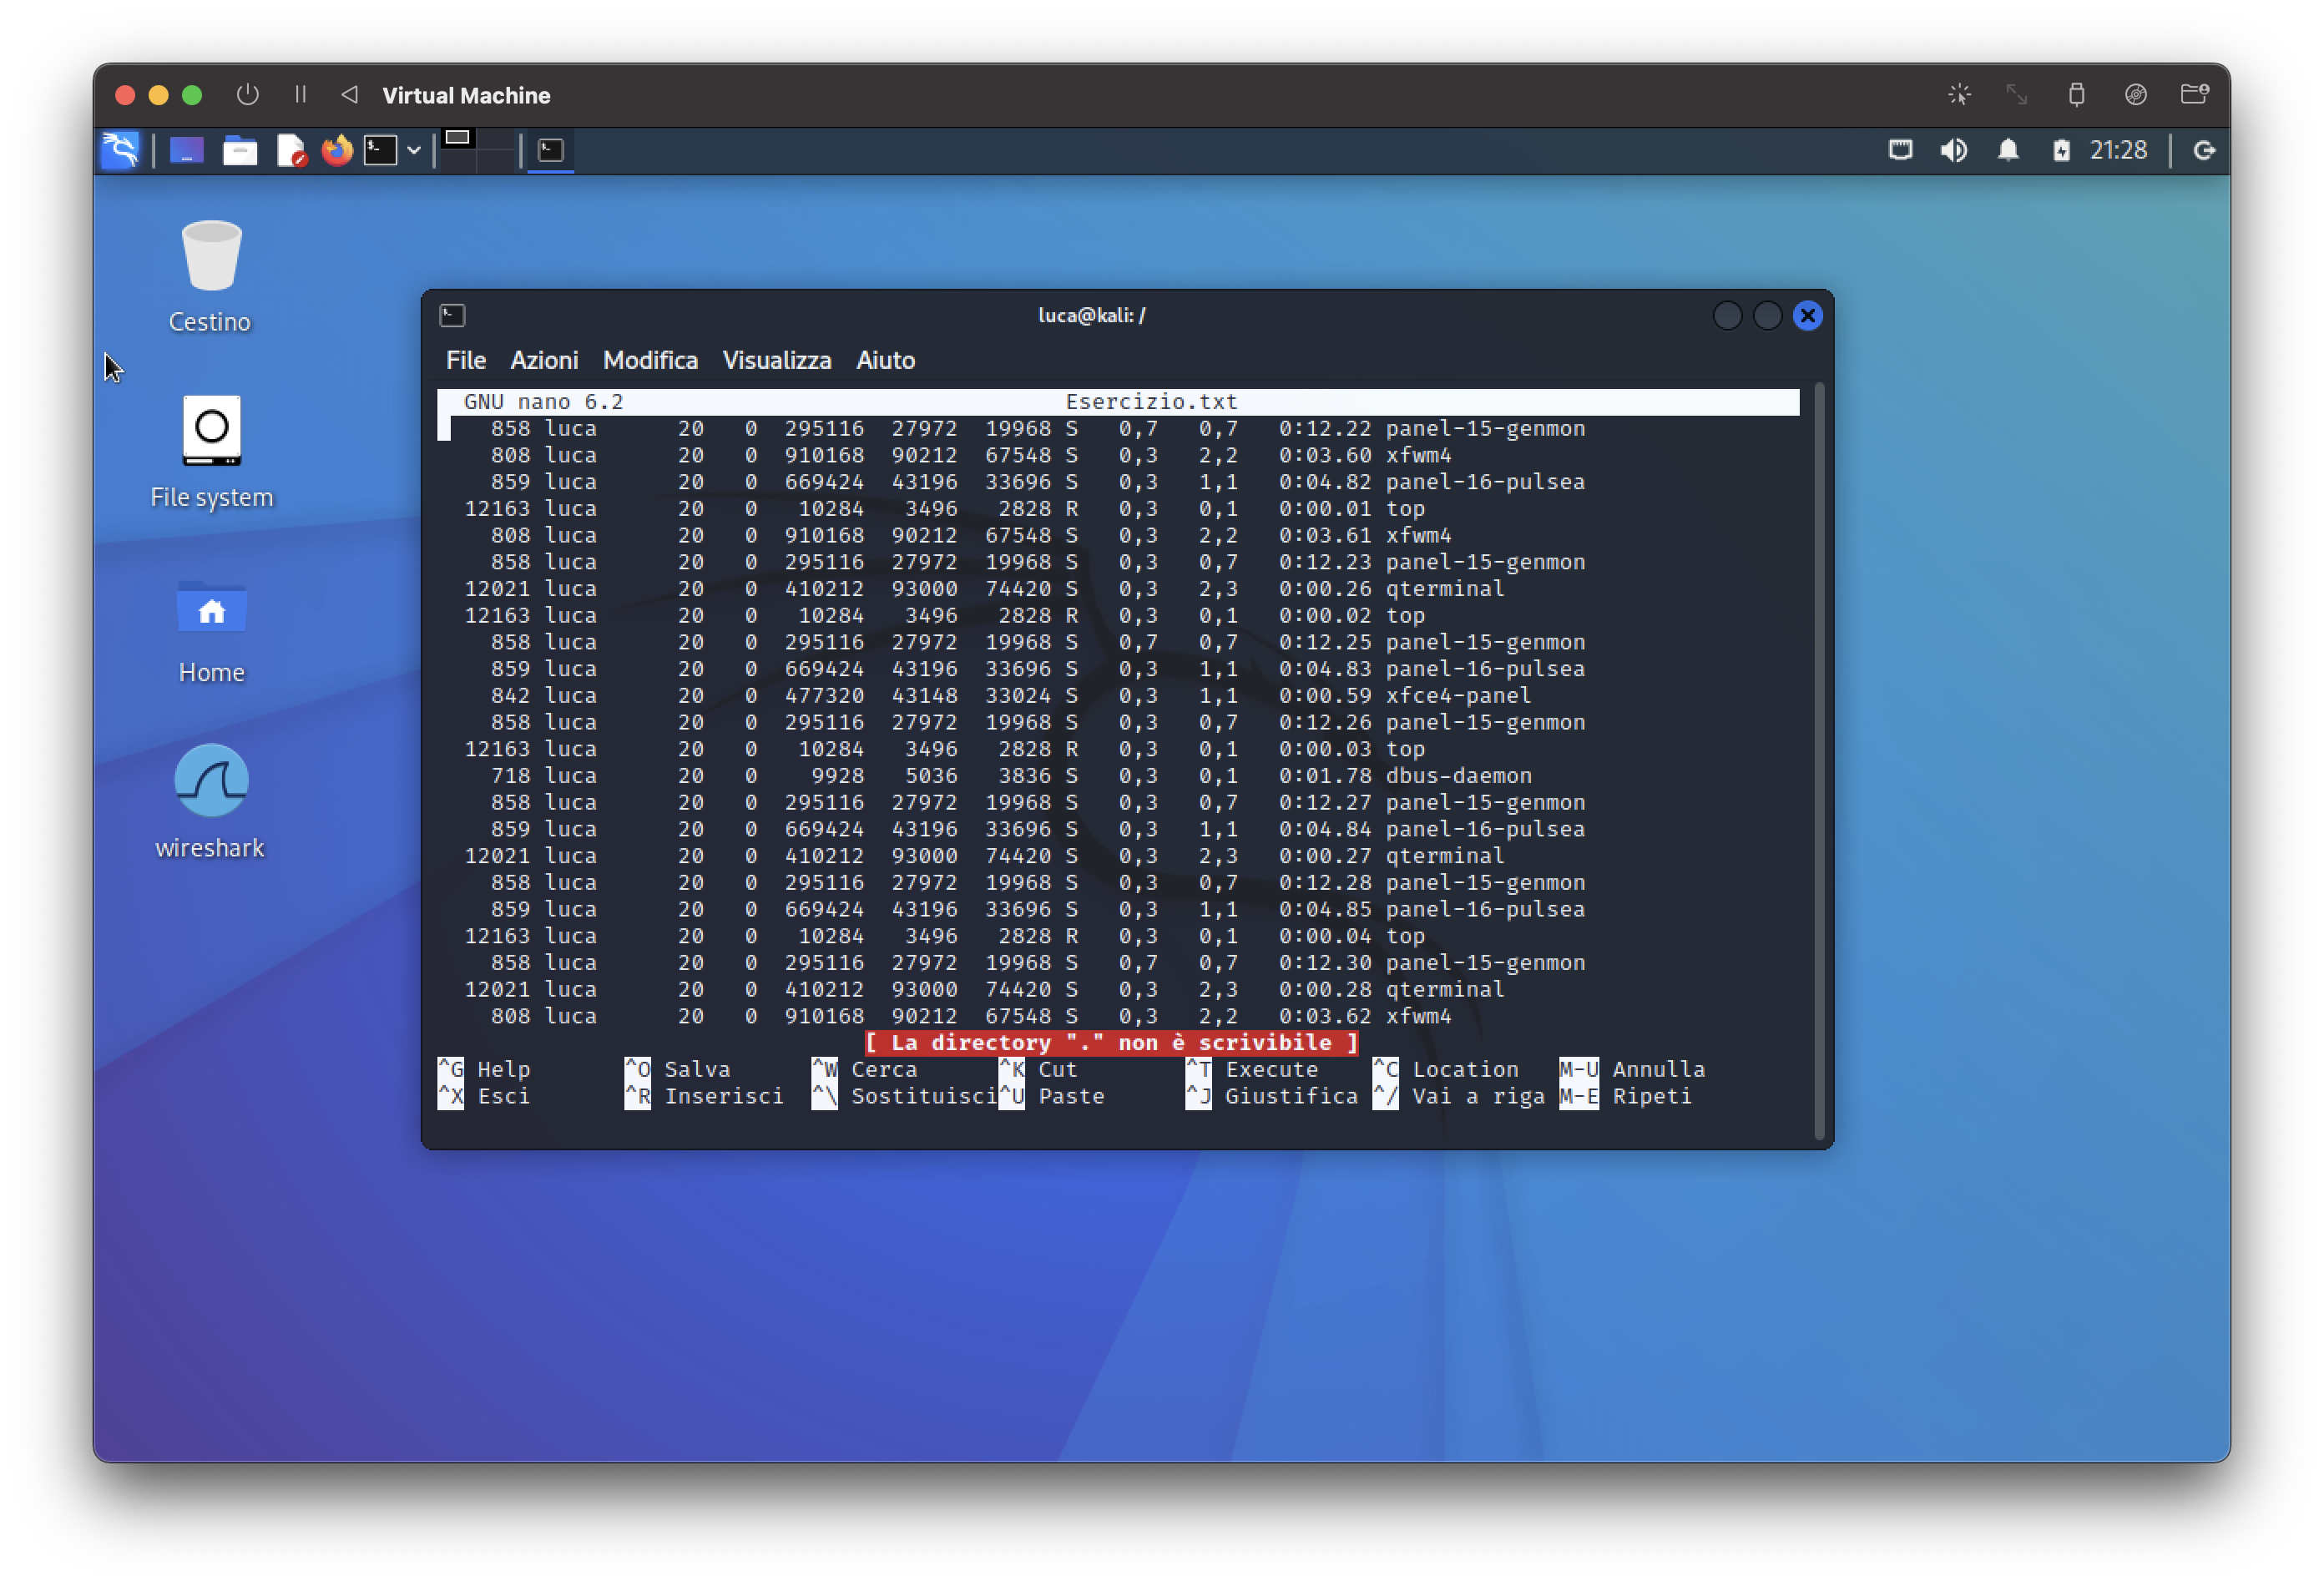 Virtual Machine
21:28
Cestino
File system
Home
wireshark
luca@kali: /
File Azioni Modifica Visualizza Aiuto
GNU nano 6.2 Esercizio.txt
858 luca 20 0 295116 27972 19968 S 0,7 0,7 0:12.22 panel-15-genmon
808 luca 20 0 910168 90212 67548 S 0,3 2,2 0:03.60 xfwm4
859 luca 20 0 669424 43196 33696 S 0,3 1,1 0:04.82 panel-16-pulsea
12163 luca 20 0 10284 3496 2828 R 0,3 0,1 0:00.01 top
808 luca 20 0 910168 90212 67548 S 0,3 2,2 0:03.61 xfwm4
858 luca 20 0 295116 27972 19968 S 0,3 0,7 0:12.23 panel-15-genmon
12021 luca 20 0 410212 93000 74420 S 0,3 2,3 0:00.26 qterminal
12163 luca 20 0 10284 3496 2828 R 0,3 0,1 0:00.02 top
858 luca 20 0 295116 27972 19968 S 0,7 0,7 0:12.25 panel-15-genmon
859 luca 20 0 669424 43196 33696 S 0,3 1,1 0:04.83 panel-16-pulsea
842 luca 20 0 477320 43148 33024 S 0,3 1,1 0:00.59 xfce4-panel
858 luca 20 0 295116 27972 19968 S 0,3 0,7 0:12.26 panel-15-genmon
12163 luca 20 0 10284 3496 2828 R 0,3 0,1 0:00.03 top
718 luca 20 0 9928 5036 3836 S 0,3 0,1 0:01.78 dbus-daemon
858 luca 20 0 295116 27972 19968 S 0,3 0,7 0:12.27 panel-15-genmon
859 luca 20 0 669424 43196 33696 S 0,3 1,1 0:04.84 panel-16-pulsea
12021 luca 20 0 410212 93000 74420 S 0,3 2,3 0:00.27 qterminal
858 luca 20 0 295116 27972 19968 S 0,3 0,7 0:12.28 panel-15-genmon
859 luca 20 0 669424 43196 33696 S 0,3 1,1 0:04.85 panel-16-pulsea
12163 luca 20 0 10284 3496 2828 R 0,3 0,1 0:00.04 top
858 luca 20 0 295116 27972 19968 S 0,7 0,7 0:12.30 panel-15-genmon
12021 luca 20 0 410212 93000 74420 S 0,3 2,3 0:00.28 qterminal
808 luca 20 0 910168 90212 67548 S 0,3 2,2 0:03.62 xfwm4
[ La directory "." non è scrivibile ]
^G Help ^O Salva ^W Cerca ^K Cut ^T Execute ^C Location M-U Annulla
^X Esci ^R Inserisci ^\ Sostituisci ^U Paste ^J Giustifica ^/ Vai a riga M-E Ripeti